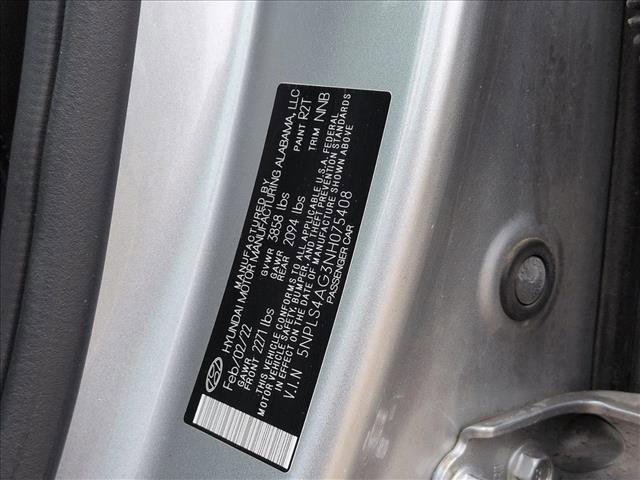 MANUFACTURED BY
HYUNDAI MOTOR MANUFACTURING ALABAMA, LLC
Feb/02/22 GVWR 3858 lbs PAINT R2T
GAWR FRONT 2271 lbs GAWR REAR 2094 lbs TRIM NNB
THIS VEHICLE CONFORMS TO ALL APPLICABLE U.S.A. FEDERAL
MOTOR VEHICLE SAFETY, BUMPER, AND THEFT PREVENTION STANDARDS
IN EFFECT ON THE DATE OF MANUFACTURE SHOWN ABOVE
V.I.N 5NPLS4AG3NH075408
PASSENGER CAR